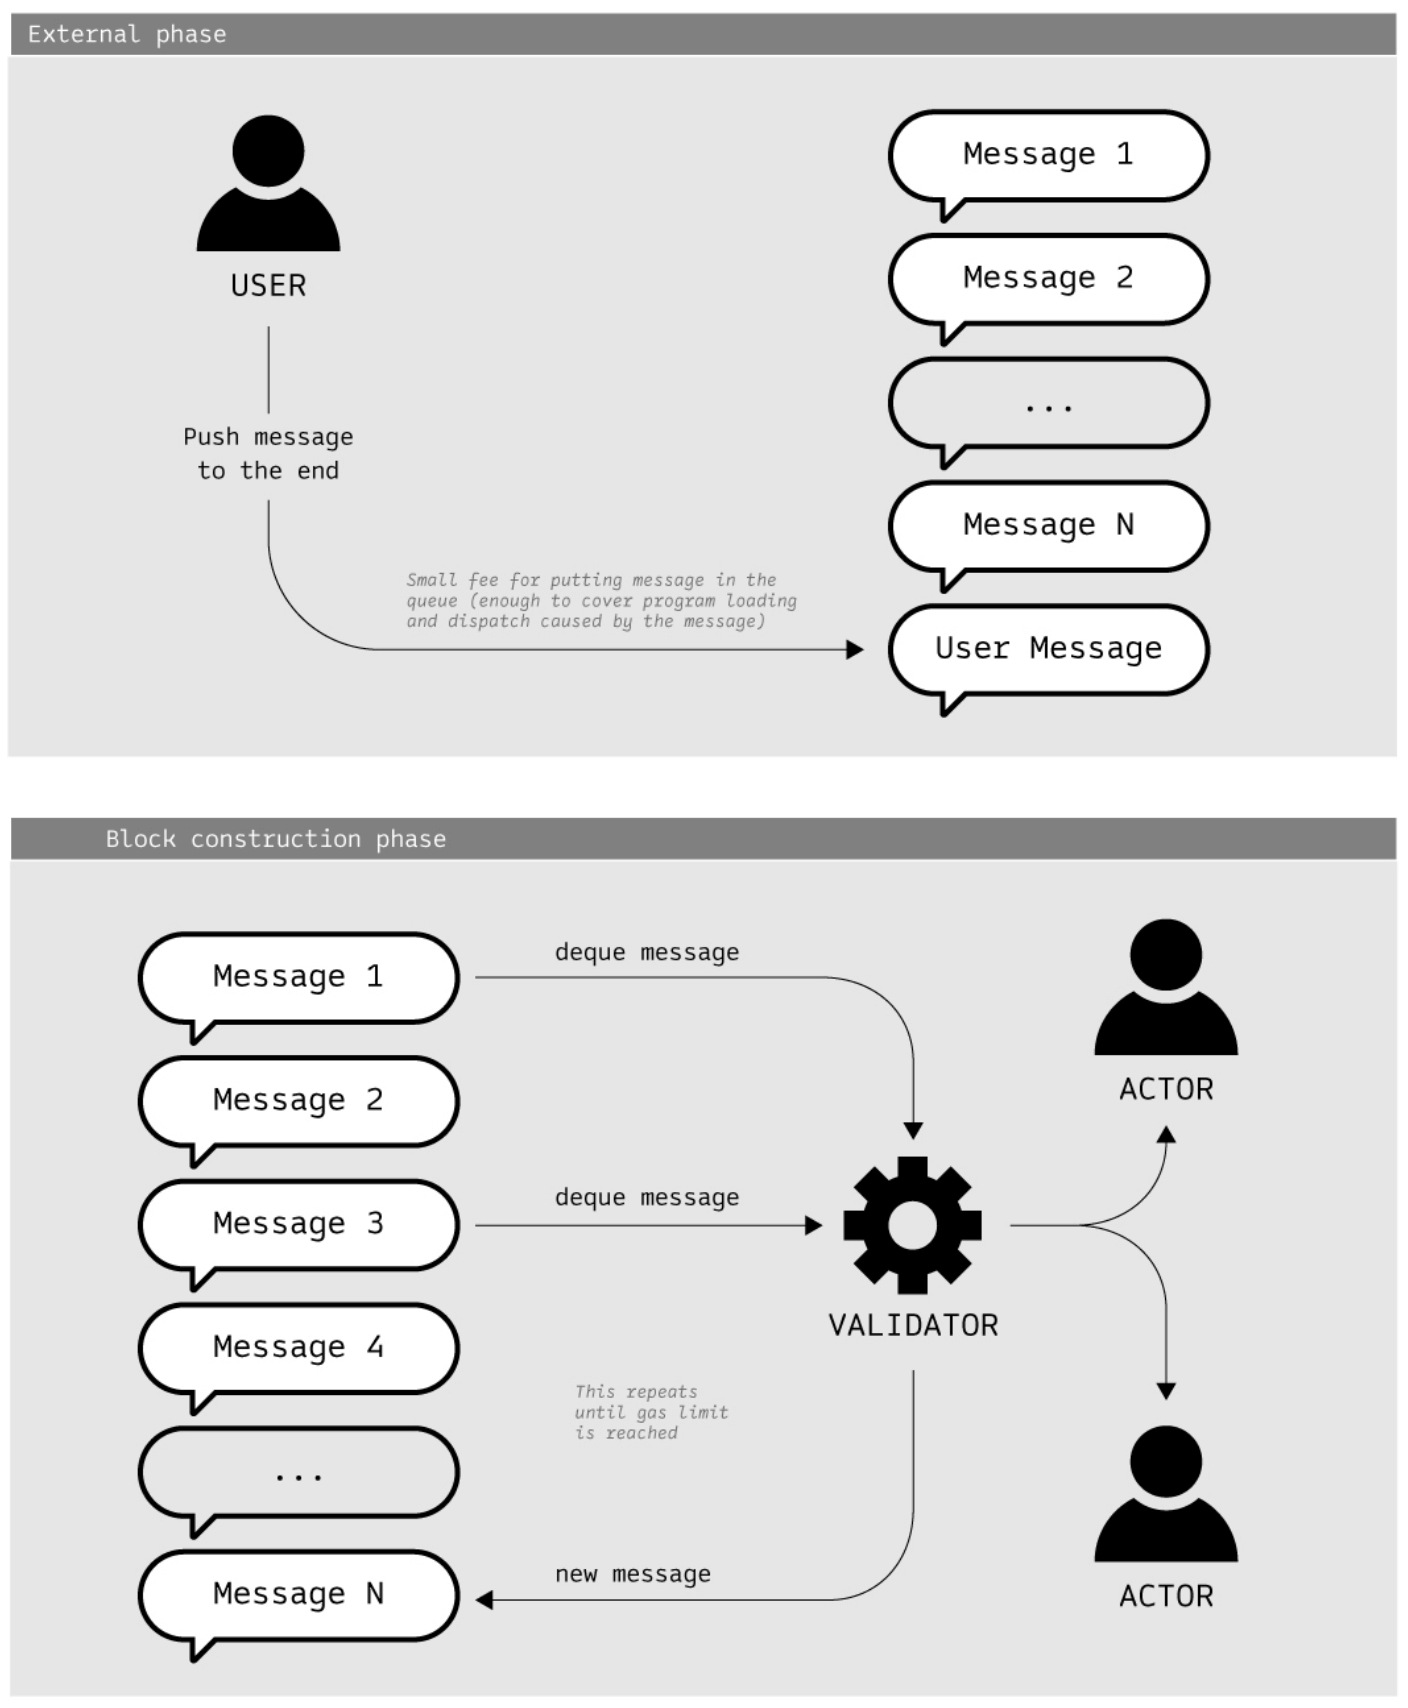 External phase
USER
Push message
to the end
Small fee for putting message in the
queue (enough to cover program loading
and dispatch caused by the message)
Message 1
Message 2
...
Message N
User Message
Block construction phase
Message 1
Message 2
Message 3
Message 4
...
Message N
deque message
deque message
This repeats
until gas limit
is reached
new message
VALIDATOR
ACTOR
ACTOR